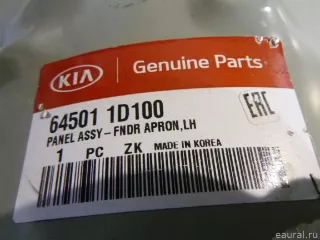 KIA Genuine Parts
64501 1D100
PANEL ASSY-FNDR APRON,LH
1 PC ZK MADE IN KOREA
EAC
eaural.ru